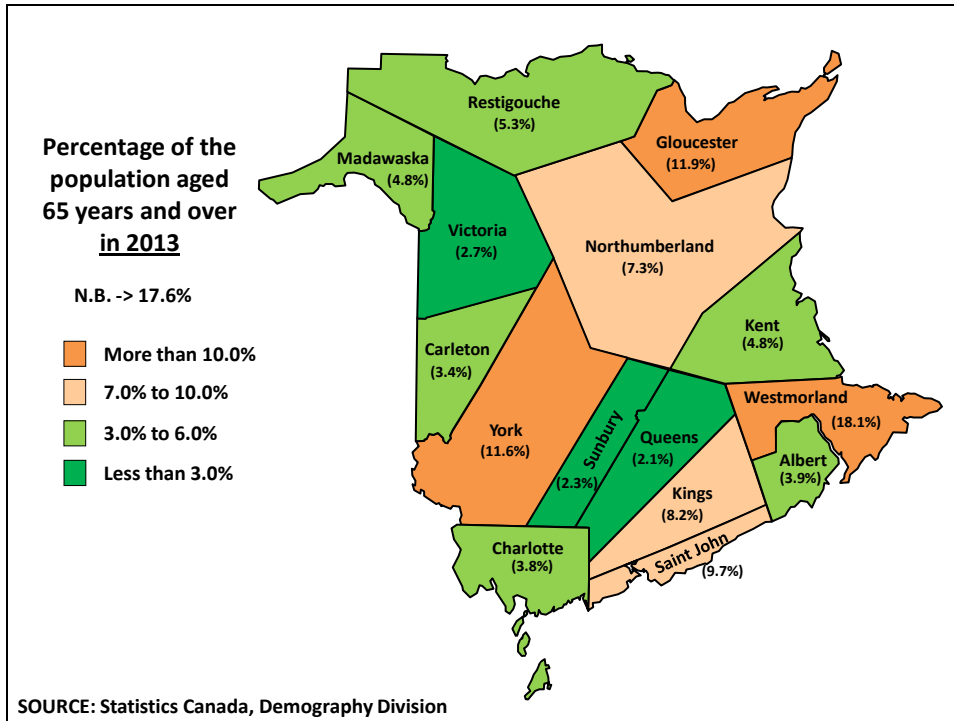 Percentage of the
population aged
65 years and over
in 2013
N.B. -> 17.6%
More than 10.0%
7.0% to 10.0%
3.0% to 6.0%
Less than 3.0%
Restigouche
(5.3%)
Gloucester
(11.9%)
Madawaska
(4.8%)
Victoria
(2.7%)
Northumberland
(7.3%)
Kent
(4.8%)
Carleton
(3.4%)
Westmorland
(18.1%)
York
(11.6%)
Sunbury
(2.3%)
Queens
(2.1%)
Albert
(3.9%)
Kings
(8.2%)
Charlotte
(3.8%)
Saint John
(9.7%)
SOURCE: Statistics Canada, Demography Division